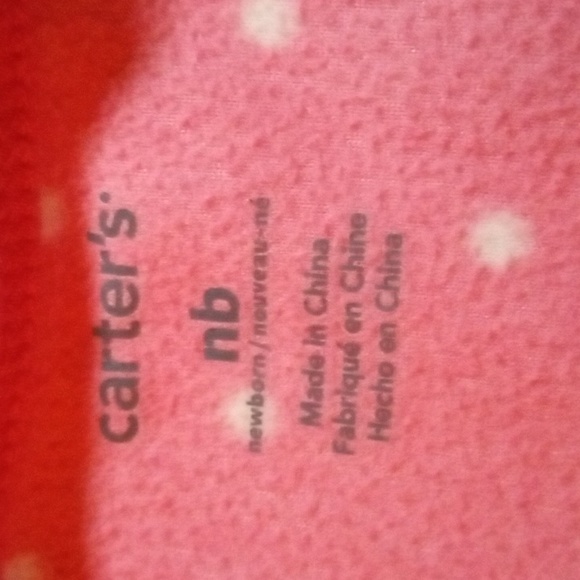 carter's
nb
newborn / nouveau-né
Made in China
Fabriqué en Chine
Hecho en China